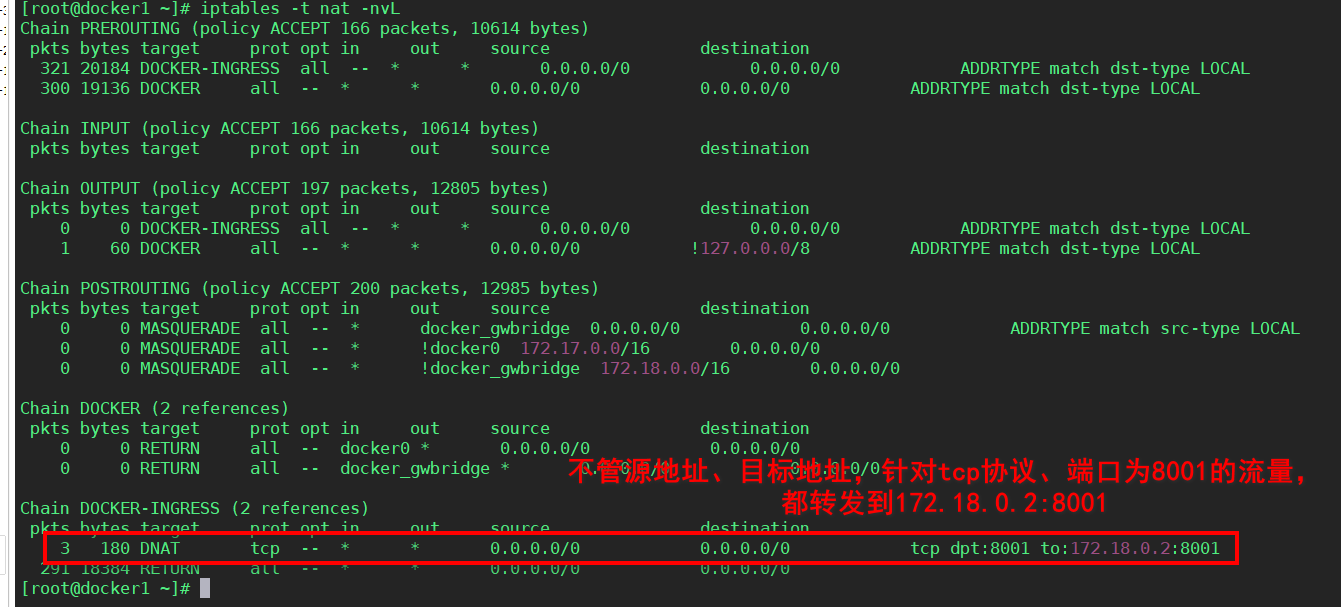 [root@docker1 ~]# iptables -t nat -nvL
Chain PREROUTING (policy ACCEPT 166 packets, 10614 bytes)
pkts bytes target prot opt in out source destination
321 20184 DOCKER-INGRESS all -- * * 0.0.0.0/0 0.0.0.0/0 ADDRTYPE match dst-type LOCAL
300 19136 DOCKER all -- * * 0.0.0.0/0 0.0.0.0/0 ADDRTYPE match dst-type LOCAL
Chain INPUT (policy ACCEPT 166 packets, 10614 bytes)
pkts bytes target prot opt in out source destination
Chain OUTPUT (policy ACCEPT 197 packets, 12805 bytes)
pkts bytes target prot opt in out source destination
0 0 DOCKER-INGRESS all -- * * 0.0.0.0/0 0.0.0.0/0 ADDRTYPE match dst-type LOCAL
1 60 DOCKER all -- * * 0.0.0.0/0 !127.0.0.0/8 ADDRTYPE match dst-type LOCAL
Chain POSTROUTING (policy ACCEPT 200 packets, 12985 bytes)
pkts bytes target prot opt in out source destination
0 0 MASQUERADE all -- * docker_gwbridge 0.0.0.0/0 0.0.0.0/0 ADDRTYPE match src-type LOCAL
0 0 MASQUERADE all -- * !docker0 172.17.0.0/16 0.0.0.0/0
0 0 MASQUERADE all -- * !docker_gwbridge 172.18.0.0/16 0.0.0.0/0
Chain DOCKER (2 references)
pkts bytes target prot opt in out source destination
0 0 RETURN all -- docker0 * 0.0.0.0/0 0.0.0.0/0
0 0 RETURN all -- docker_gwbridge * 0.0.0.0/0 0.0.0.0/0
不管源地址、目标地址，针对tcp协议、端口为8001的流量，
都转发到172.18.0.2:8001
Chain DOCKER-INGRESS (2 references)
pkts bytes target prot opt in out source destination
3 180 DNAT tcp -- * * 0.0.0.0/0 0.0.0.0/0 tcp dpt:8001 to:172.18.0.2:8001
291 18384 RETURN all -- * * 0.0.0.0/0 0.0.0.0/0
[root@docker1 ~]#